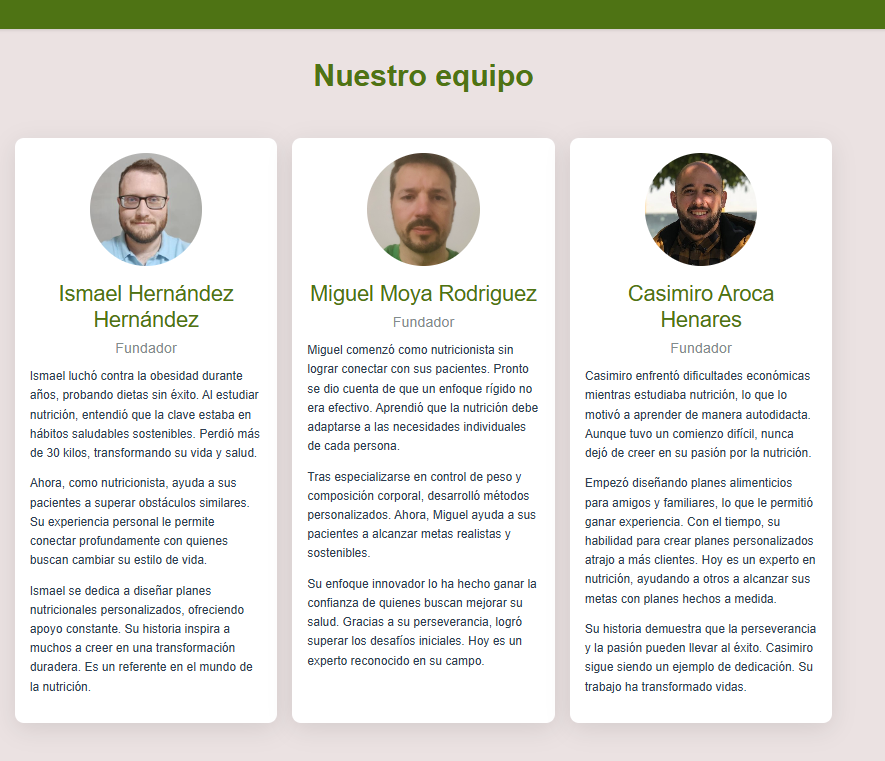 Nuestro equipo
Ismael Hernández
Hernández
Fundador
Ismael luchó contra la obesidad durante
años, probando dietas sin éxito. Al estudiar
nutrición, entendió que la clave estaba en
hábitos saludables sostenibles. Perdió más
de 30 kilos, transformando su vida y salud.
Ahora, como nutricionista, ayuda a sus
pacientes a superar obstáculos similares.
Su experiencia personal le permite
conectar profundamente con quienes
buscan cambiar su estilo de vida.
Ismael se dedica a diseñar planes
nutricionales personalizados, ofreciendo
apoyo constante. Su historia inspira a
muchos a creer en una transformación
duradera. Es un referente en el mundo de
la nutrición.
Miguel Moya Rodriguez
Fundador
Miguel comenzó como nutricionista sin
lograr conectar con sus pacientes. Pronto
se dio cuenta de que un enfoque rígido no
era efectivo. Aprendió que la nutrición debe
adaptarse a las necesidades individuales
de cada persona.
Tras especializarse en control de peso y
composición corporal, desarrolló métodos
personalizados. Ahora, Miguel ayuda a sus
pacientes a alcanzar metas realistas y
sostenibles.
Su enfoque innovador lo ha hecho ganar la
confianza de quienes buscan mejorar su
salud. Gracias a su perseverancia, logró
superar los desafíos iniciales. Hoy es un
experto reconocido en su campo.
Casimiro Aroca
Henares
Fundador
Casimiro enfrentó dificultades económicas
mientras estudiaba nutrición, lo que lo
motivó a aprender de manera autodidacta.
Aunque tuvo un comienzo difícil, nunca
dejó de creer en su pasión por la nutrición.
Empezó diseñando planes alimenticios
para amigos y familiares, lo que le permitió
ganar experiencia. Con el tiempo, su
habilidad para crear planes personalizados
atrajo a más clientes. Hoy es un experto en
nutrición, ayudando a otros a alcanzar sus
metas con planes hechos a medida.
Su historia demuestra que la perseverancia
y la pasión pueden llevar al éxito. Casimiro
sigue siendo un ejemplo de dedicación. Su
trabajo ha transformado vidas.